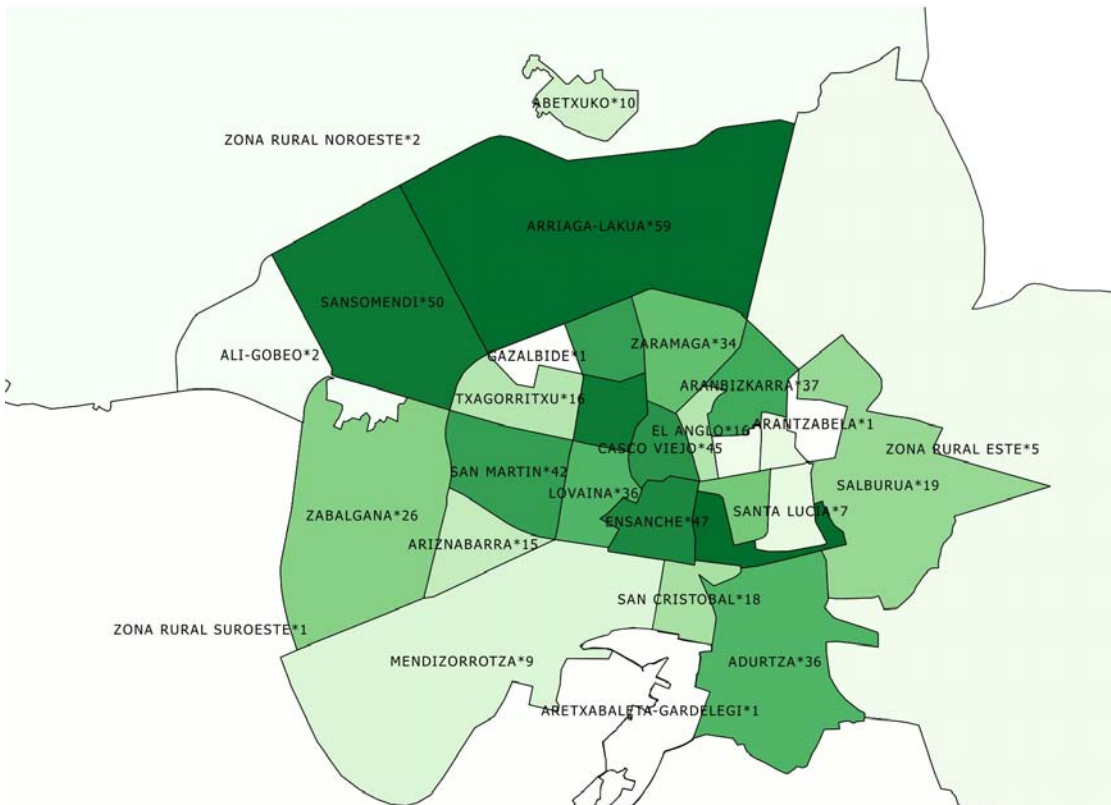 ABETXUKO*10
ZONA RURAL NOROESTE*2
ARRIAGA-LAKUA*59
SANSOMENDI*50
ZARAMAGA*34
ALI-GOBEO*2
GAZALBIDE*1
ARANBIZKARRA*37
TXAGORRITXU*16
ARANTZABELA*1
EL ANGLO*16
CASCO VIEJO*45
ZONA RURAL ESTE*5
SAN MARTIN*42
SALBURUA*19
LOVAINA*36
SANTA LUCIA*7
ZABALGANA*26
ENSANCHE*47
ARIZNABARRA*15
SAN CRISTOBAL*18
ZONA RURAL SUROESTE*1
MENDIZORROTZA*9
ADURTZA*36
ARETXABALETA-GARDELEGI*1